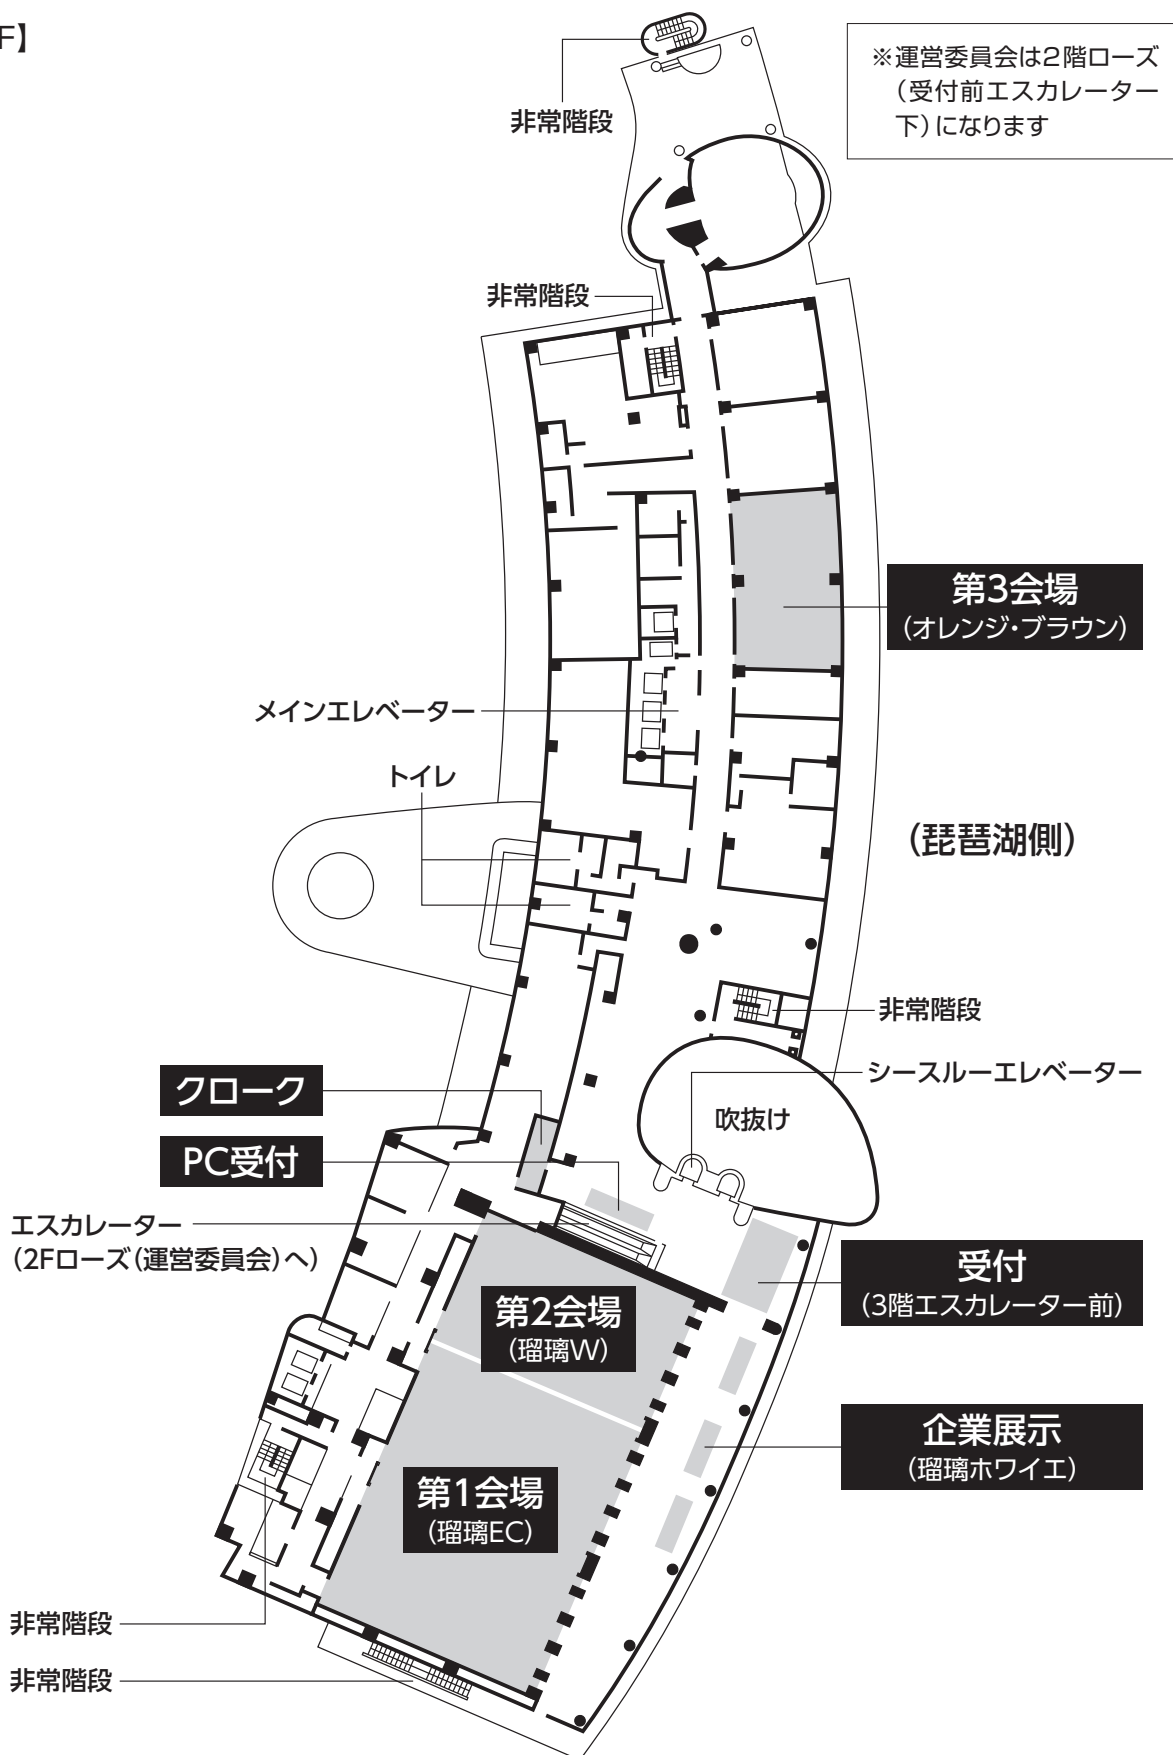 F】
※運営委員会は2階ローズ
(受付前エスカレーター
下)になります
非常階段
非常階段
第3会場
(オレンジ・ブラウン)
メインエレベーター
トイレ
(琵琶湖側)
非常階段
シースルーエレベーター
吹抜け
クローク
PC受付
エスカレーター
(2Fローズ(運営委員会)へ)
受付
(3階エスカレーター前)
第2会場
(瑠璃W)
企業展示
(瑠璃ホワイエ)
第1会場
(瑠璃EC)
非常階段
非常階段